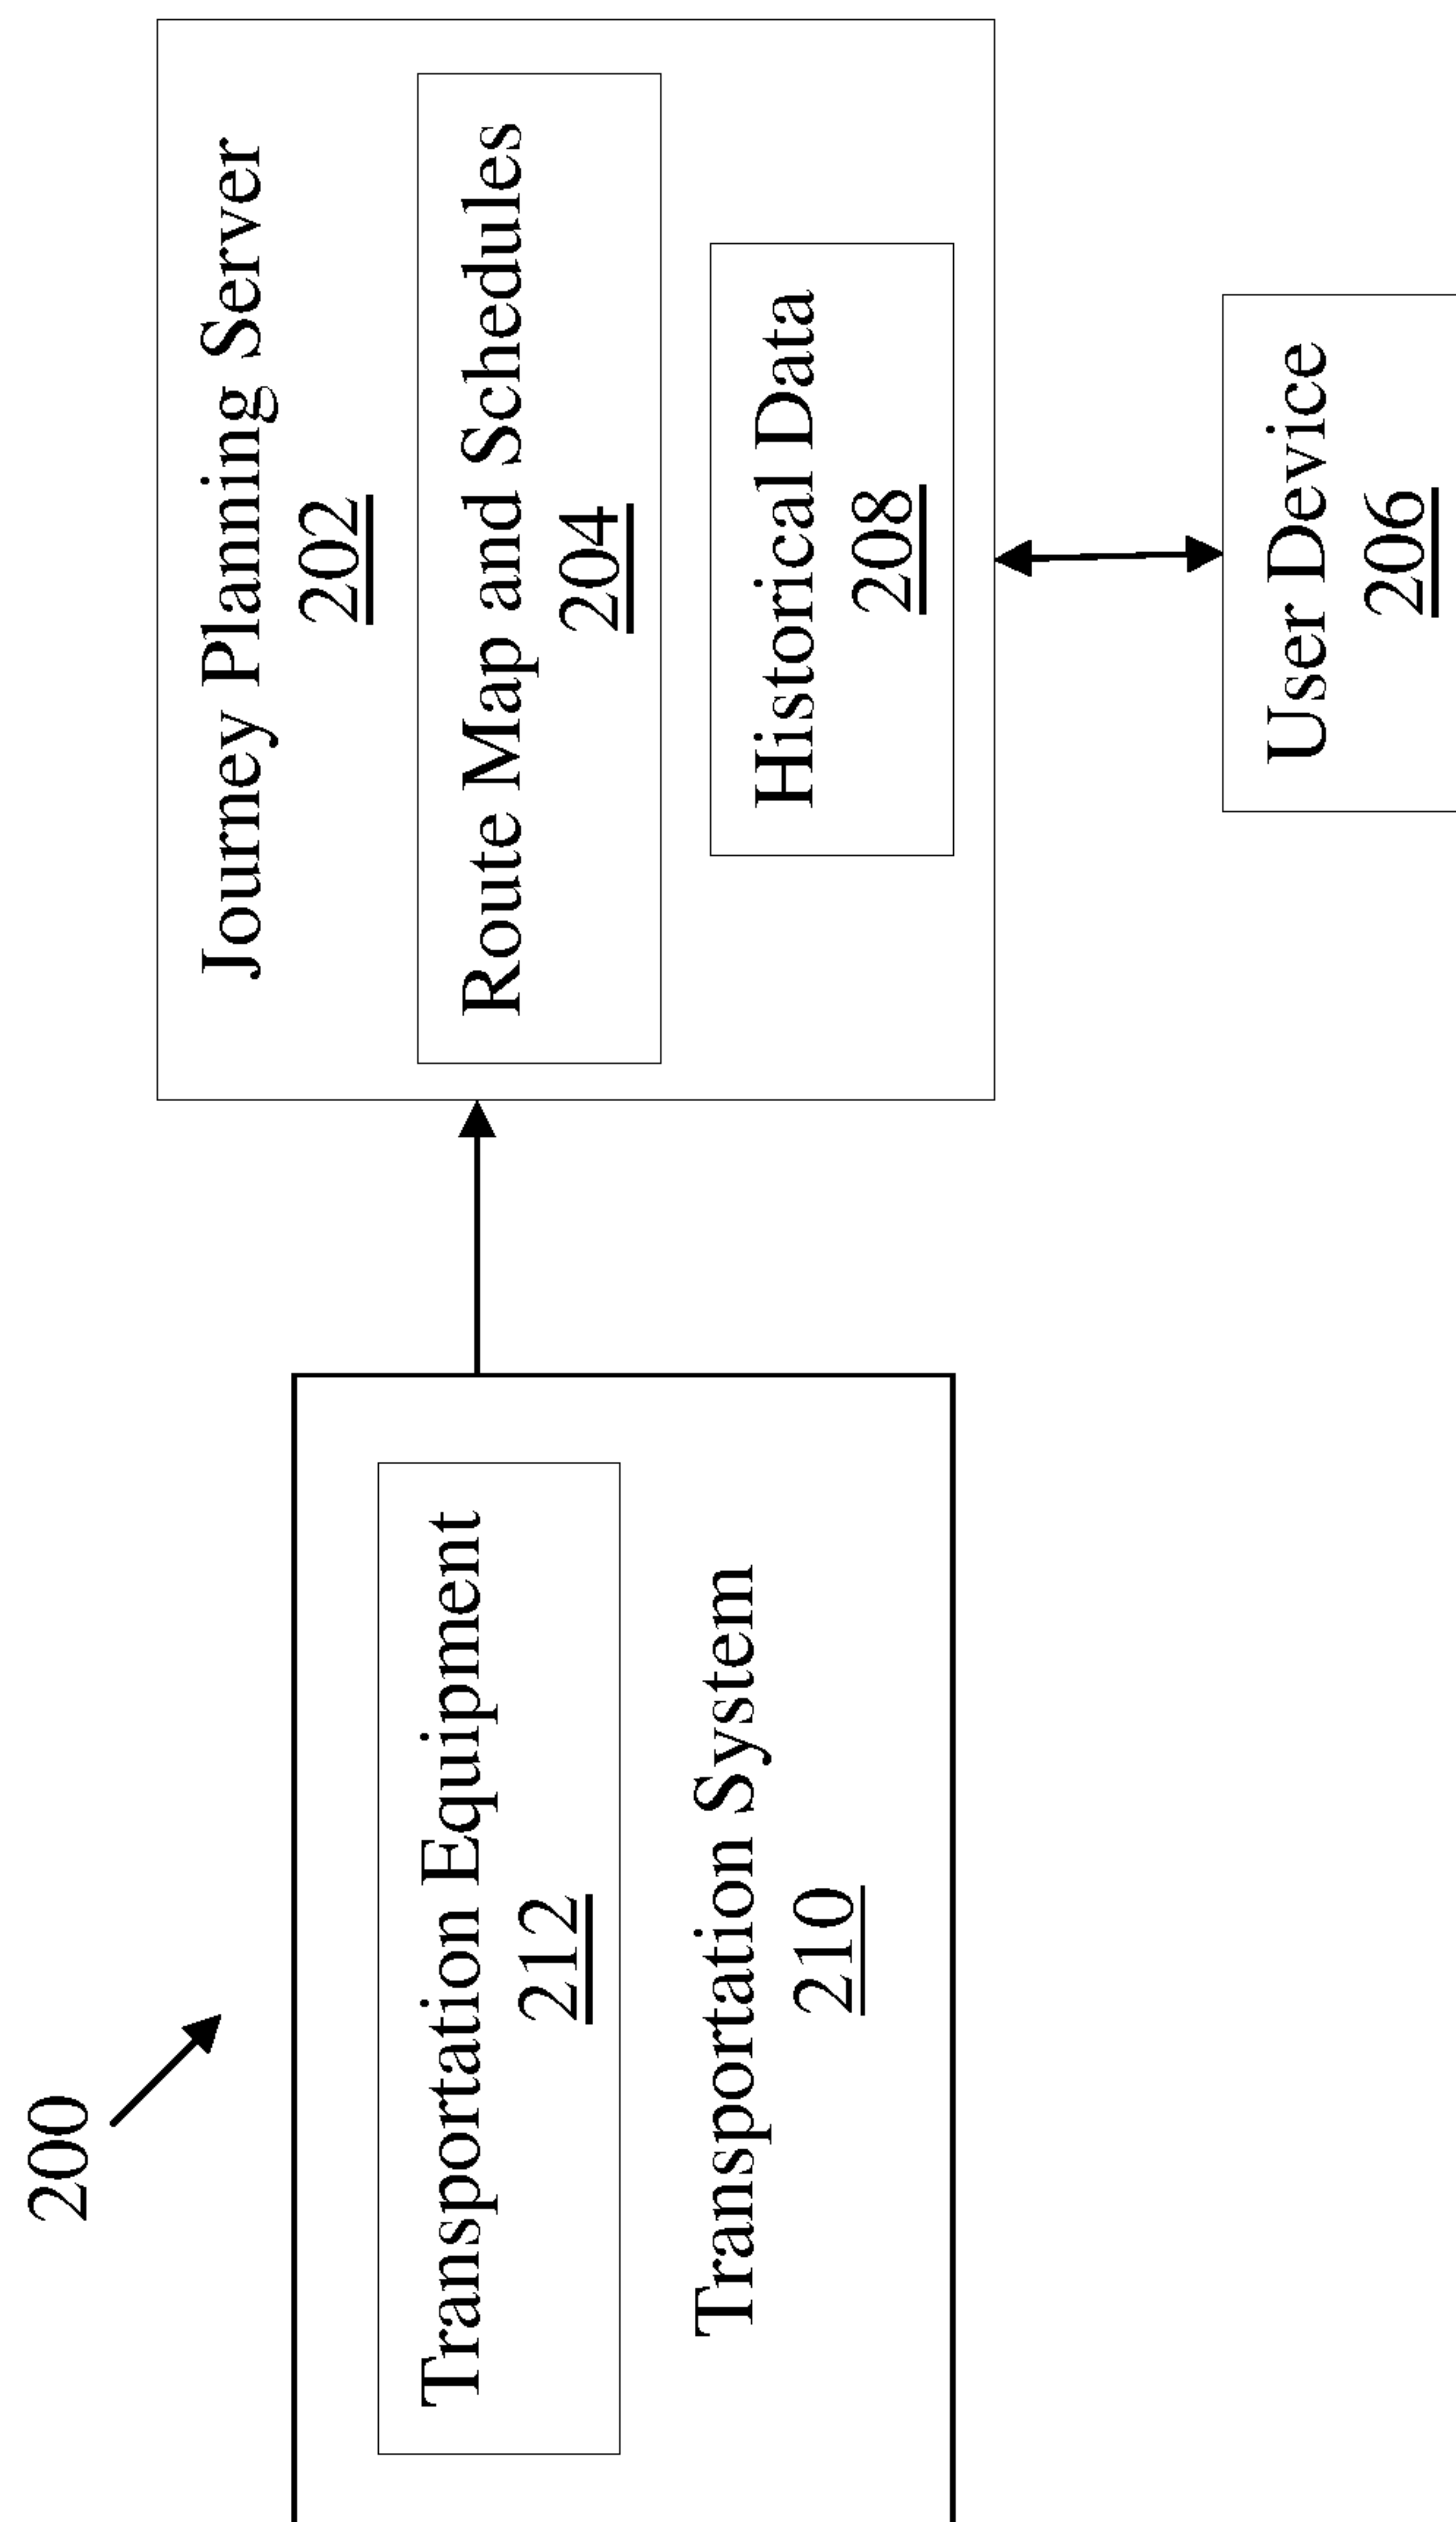 200
Transportation Equipment
212
Transportation System
210
Journey Planning Server
202
Route Map and Schedules
204
Historical Data
208
User Device
206